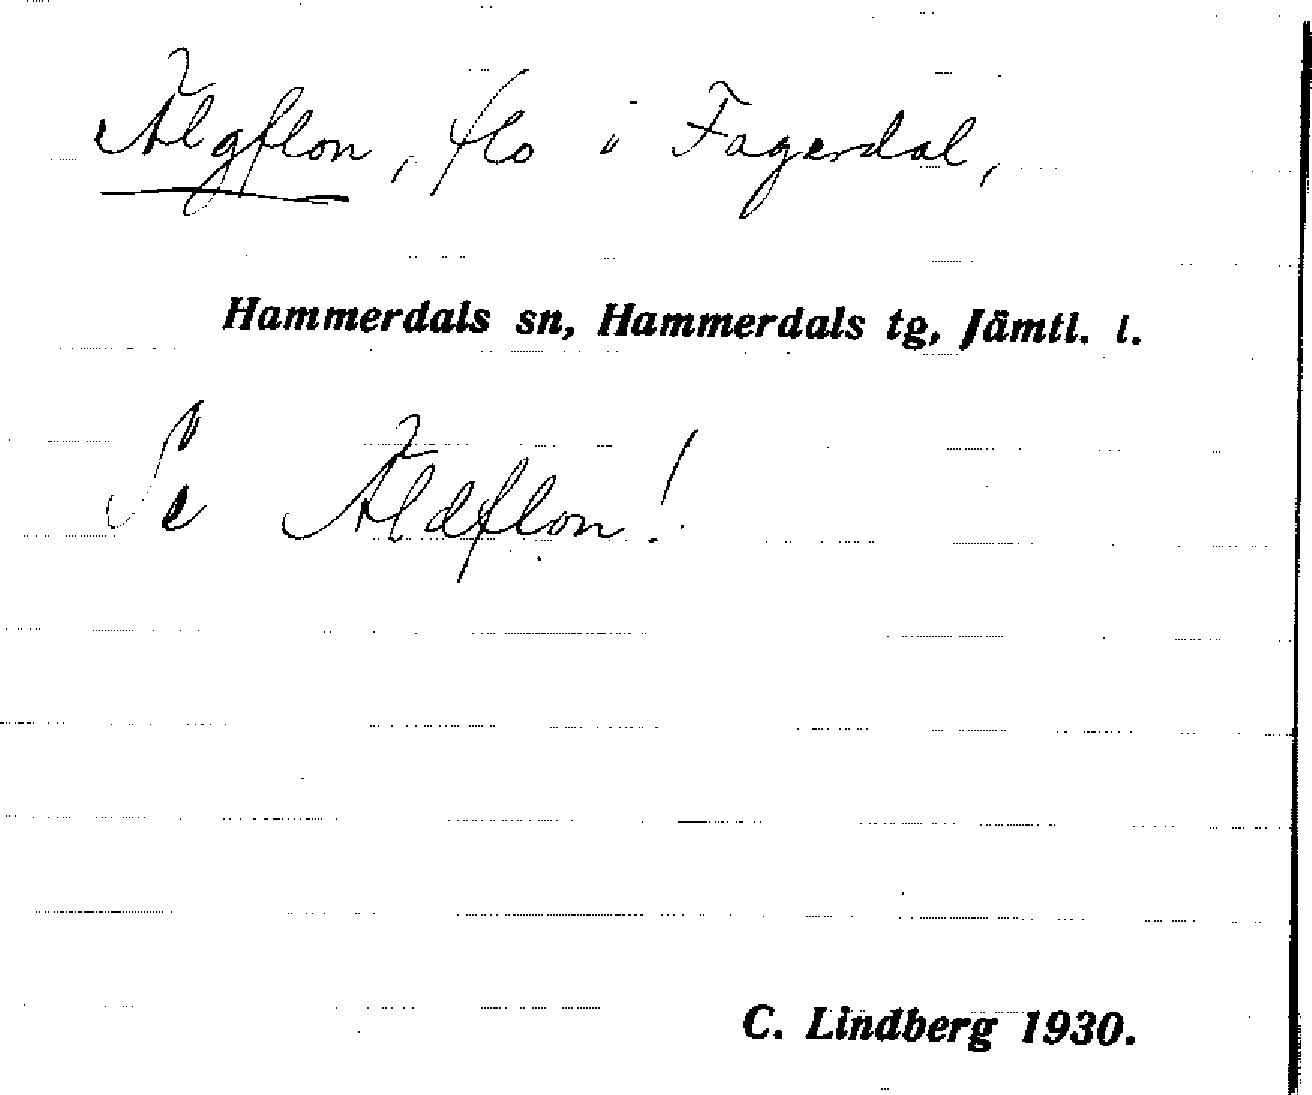 Älgflon, flo i Fagerdal,
Hammerdals sn, Hammerdals tg, Jämtl. l.
Se Äldflon!
C. Lindberg 1930.